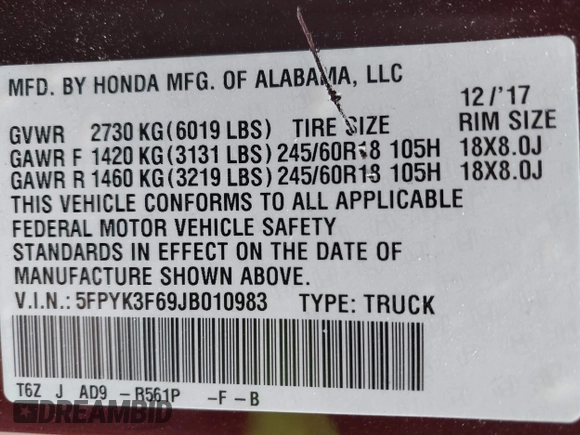 MFD. BY HONDA MFG. OF ALABAMA, LLC
12/'17
GVWR 2730 KG(6019 LBS) TIRE SIZE RIM SIZE
GAWR F 1420 KG(3131 LBS) 245/60R18 105H 18X8.0J
GAWR R 1460 KG(3219 LBS) 245/60R18 105H 18X8.0J
THIS VEHICLE CONFORMS TO ALL APPLICABLE
FEDERAL MOTOR VEHICLE SAFETY
STANDARDS IN EFFECT ON THE DATE OF
MANUFACTURE SHOWN ABOVE.
V.I.N.: 5FPYK3F69JB010983 TYPE: TRUCK
T6Z J AD9 -R561P -F-B
DREAMBID